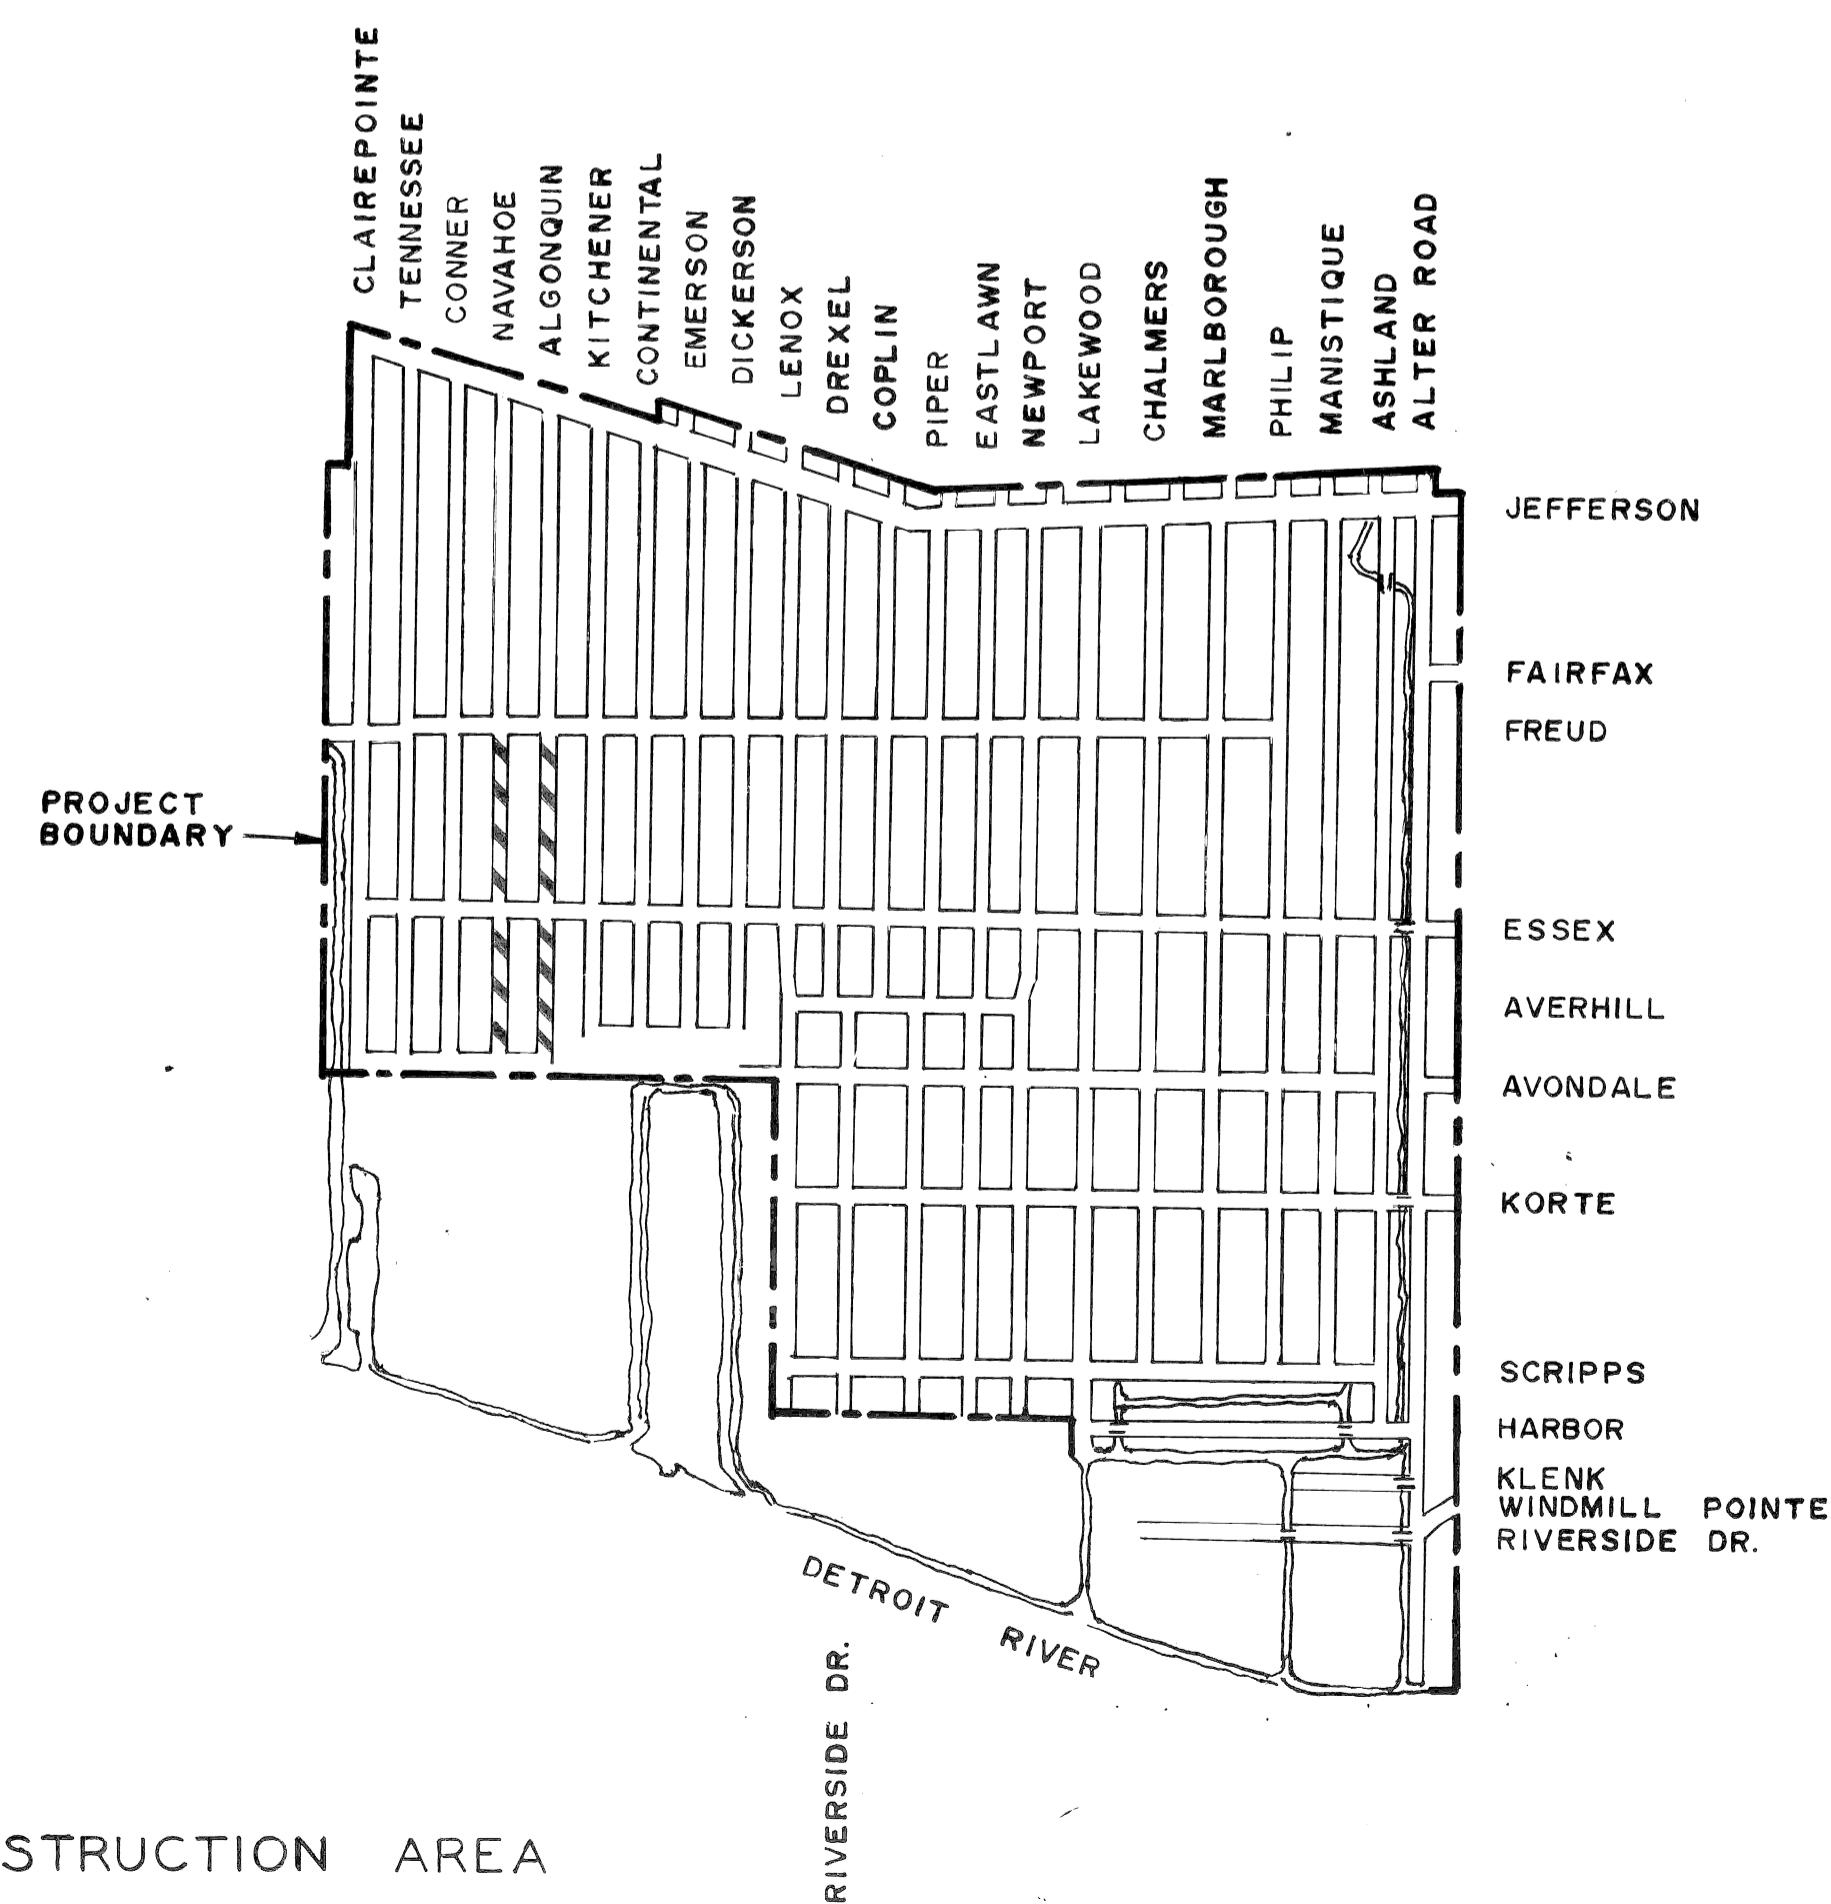 CLAIREPOINTE
TENNESSEE
CONNER
NAVAHOE
ALGONQUIN
KITCHENER
CONTINENTAL
EMERSON
DICKERSON
LENOX
DREXEL
COPLIN
PIPER
EASTLAWN
NEWPORT
LAKEWOOD
CHALMERS
MARLBOROUGH
PHILIP
MANISTIQUE
ASHLAND
ALTER ROAD
JEFFERSON
FAIRFAX
FREUD
PROJECT
BOUNDARY
ESSEX
AVERHILL
AVONDALE
KORTE
SCRIPPS
HARBOR
KLENK
WINDMILL POINTE
RIVERSIDE DR.
DETROIT RIVER
RIVERSIDE DR.
STRUCTION AREA